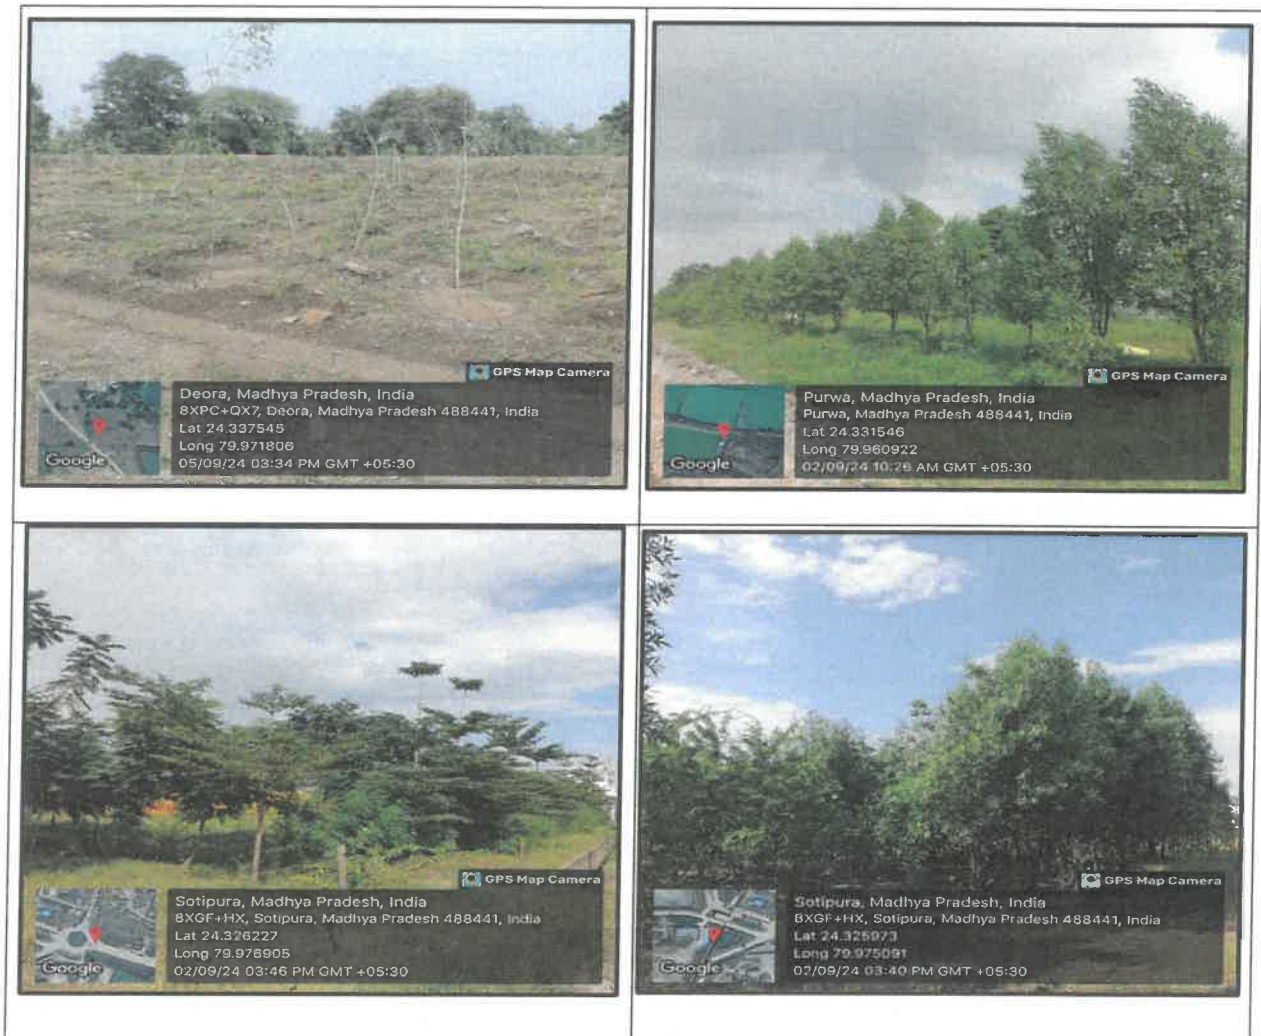 GPS Map Camera
Deora, Madhya Pradesh, India
8XPC+QX7, Deora, Madhya Pradesh 488441, India
Lat 24.337545
Long 79.971806
05/09/24 03:34 PM GMT +05:30
Google
GPS Map Camera
Purwa, Madhya Pradesh, India
Purwa, Madhya Pradesh 488441, India
Lat 24.331546
Long 79.960922
02/09/24 10:26 AM GMT +05:30
Google
GPS Map Camera
Sotipura, Madhya Pradesh, India
8XGF+HX, Sotipura, Madhya Pradesh 488441, India
Lat 24.326227
Long 79.976905
02/09/24 03:46 PM GMT +05:30
Google
GPS Map Camera
Sotipura, Madhya Pradesh, India
8XGF+HX, Sotipura, Madhya Pradesh 488441, India
Lat 24.325973
Long 79.975091
02/09/24 03:40 PM GMT +05:30
Google